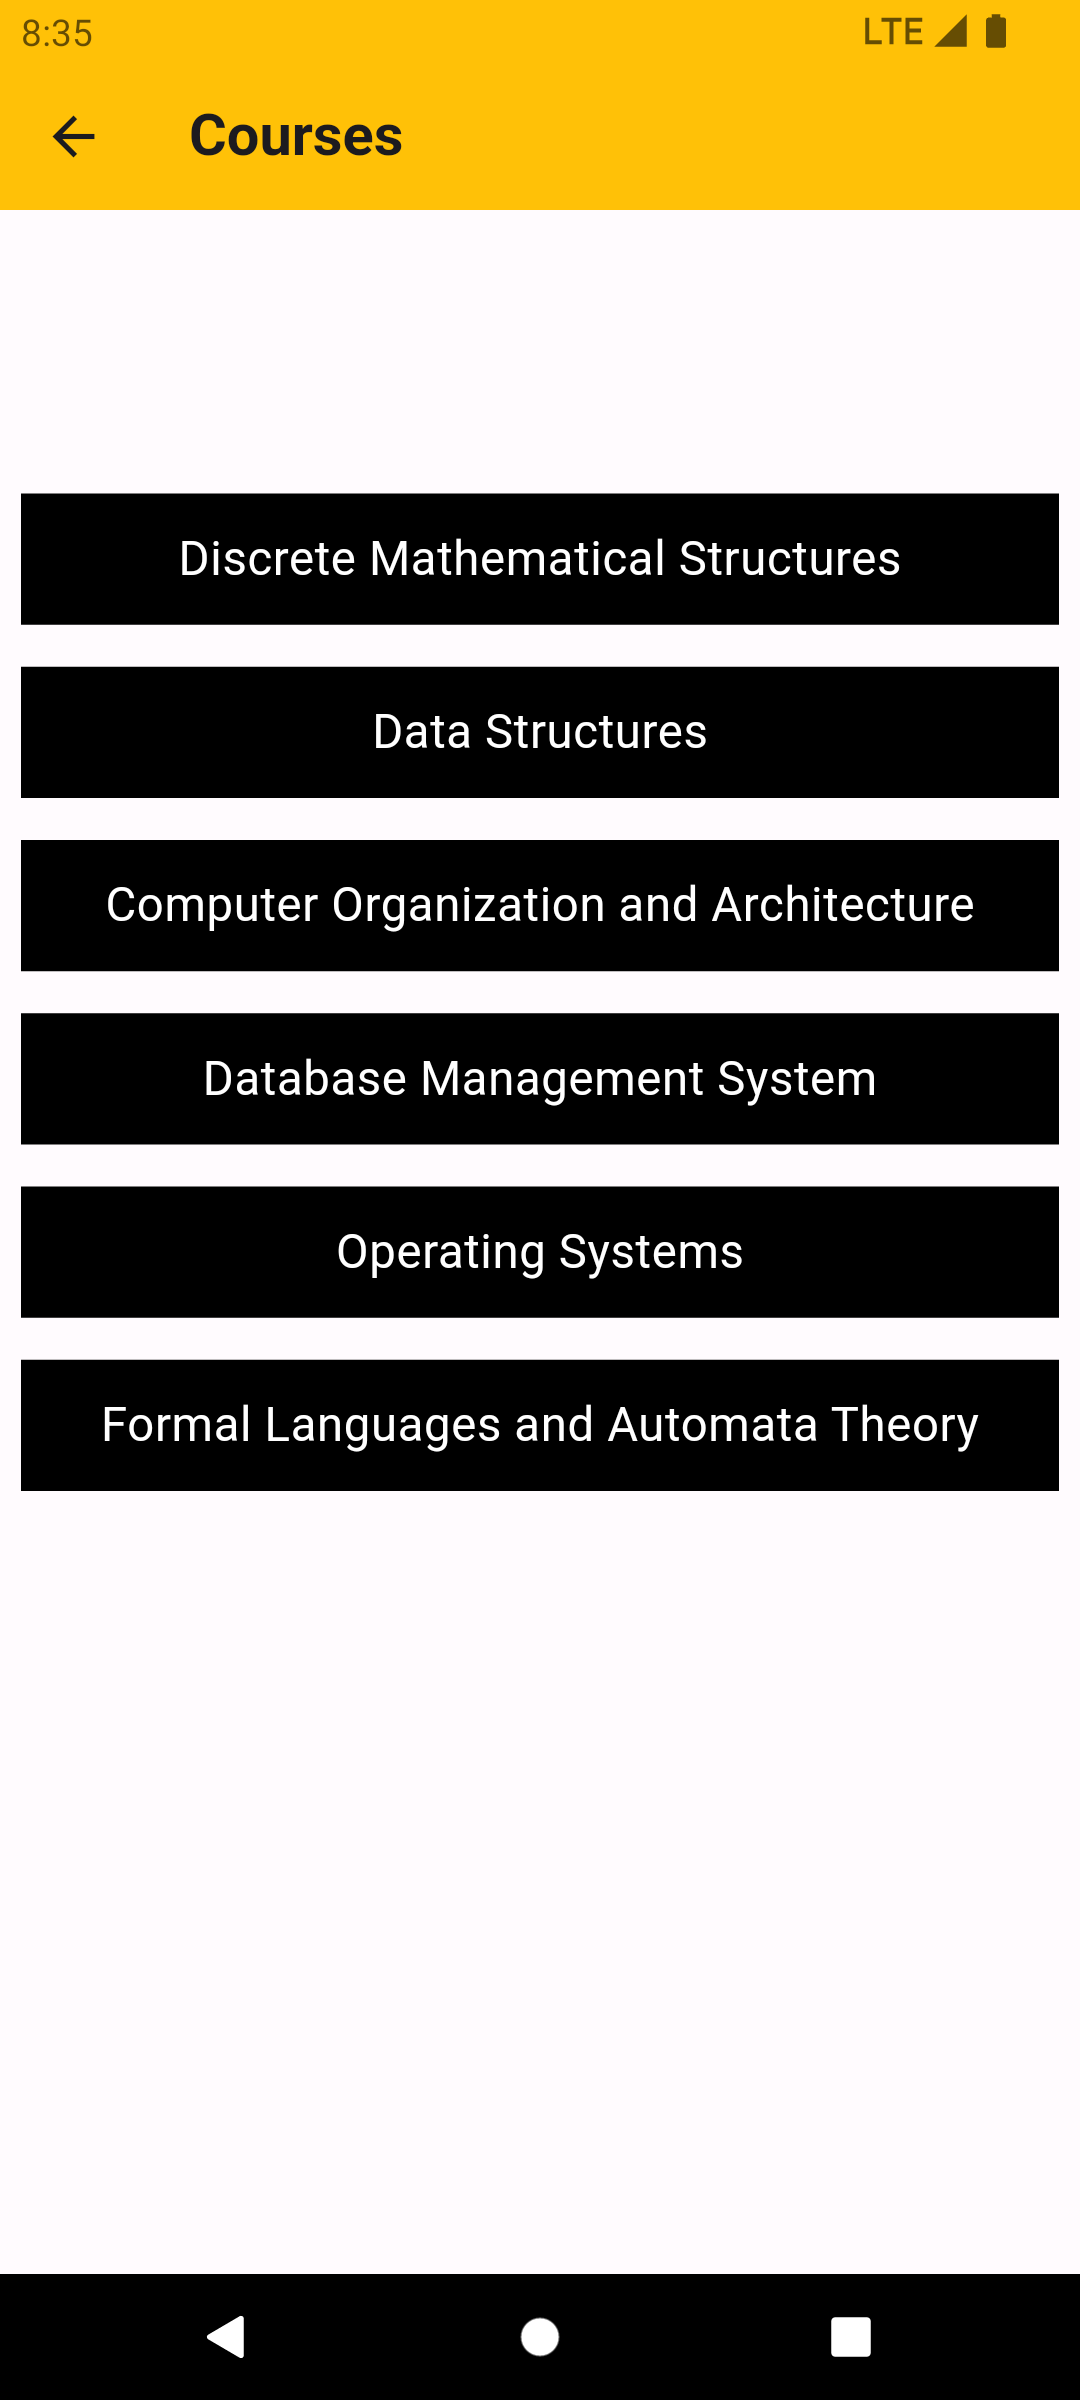 8:35 LTE
Courses
Discrete Mathematical Structures
Data Structures
Computer Organization and Architecture
Database Management System
Operating Systems
Formal Languages and Automata Theory